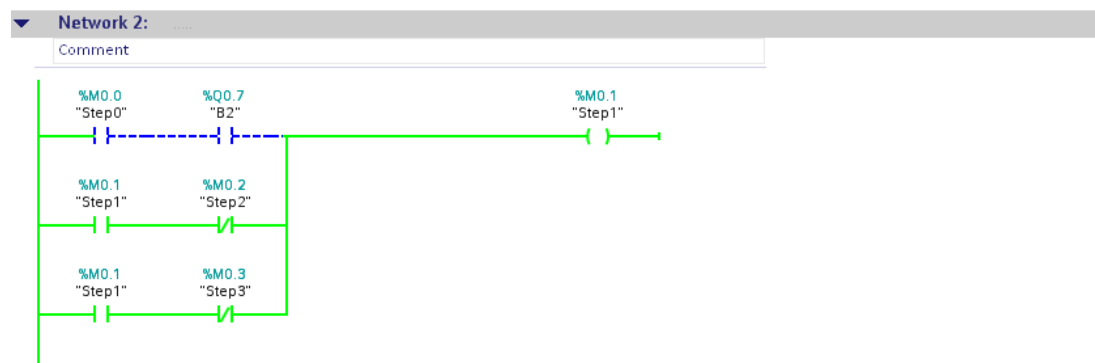 Network 2: .....
Comment
%M0.0 %Q0.7 %M0.1
"Step0" "B2" "Step1"
%M0.1 %M0.2
"Step1" "Step2"
%M0.1 %M0.3
"Step1" "Step3"